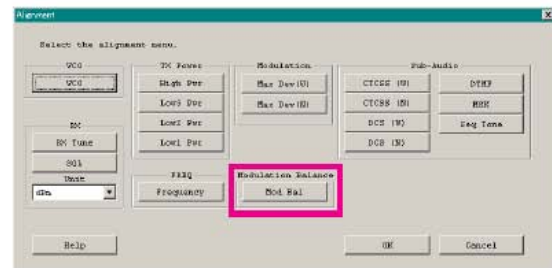 Alignment
Select the alignment menu.
VCO
VCO
TX Power
High Pwr
Low3 Pwr
Low2 Pwr
Low1 Pwr
Modulation
Max Dev(W)
Max Dev(N)
Sub-Audio
CTCSS (W)
CTCSS (N)
DCS (W)
DCS (N)
DTMF
MSK
Seq Tone
RX
RX Tune
SQL
Unit
dBm
FREQ
Frequency
Modulation Balance
Mod Bal
Help
OK
Cancel